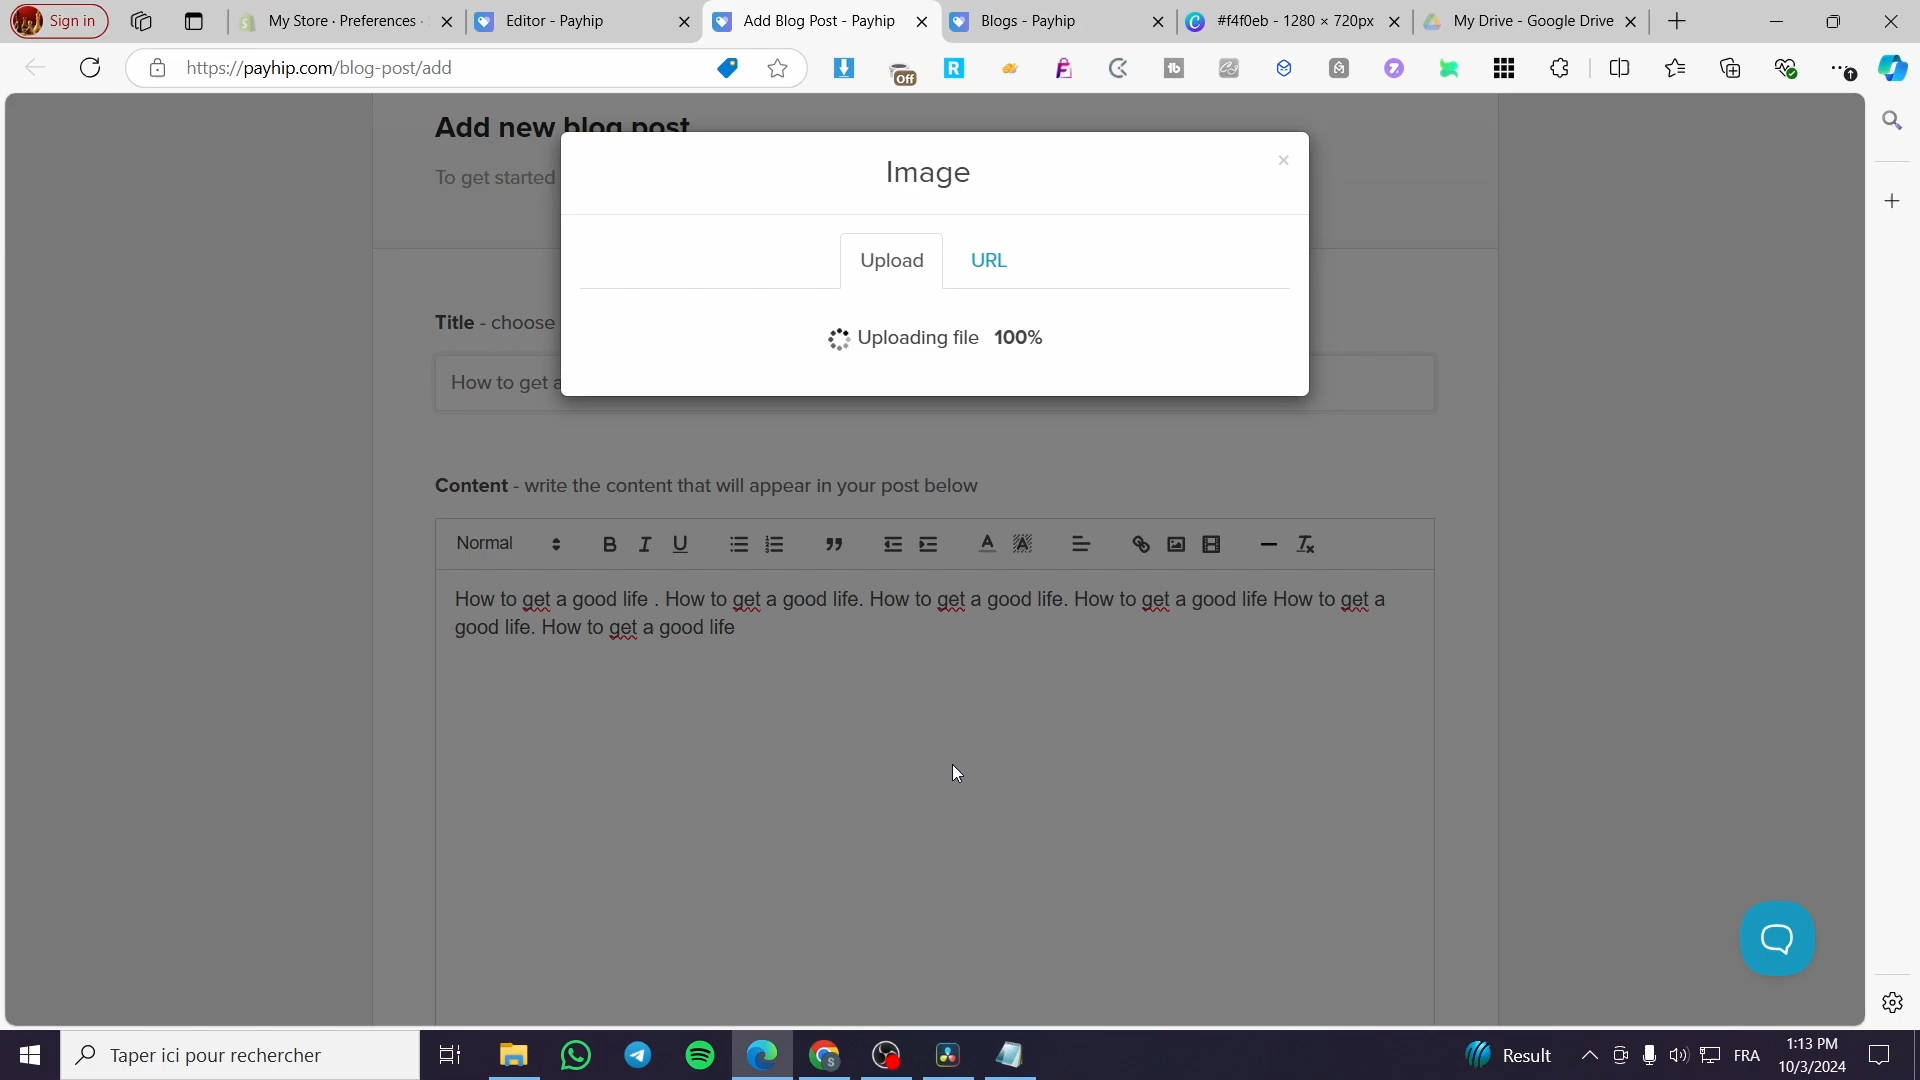 Sign in
My Store · Preferences ·
Editor - Payhip
Add Blog Post - Payhip
Blogs - Payhip
#f4f0eb - 1280 × 720px
My Drive - Google Drive
https://payhip.com/blog-post/add
Off
Add new blog post
To get started
Image
Upload
URL
Uploading file 100%
Title - choose
How to get a
Content - write the content that will appear in your post below
Normal
How to get a good life . How to get a good life. How to get a good life. How to get a good life How to get a
good life. How to get a good life
Taper ici pour rechercher
Result
FRA
1:13 PM
10/3/2024